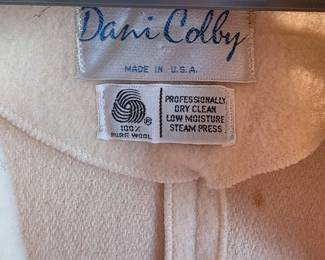 Dani Colby
MADE IN U.S.A.
®
100%
PURE WOOL
PROFESSIONALLY
DRY CLEAN
LOW MOISTURE
STEAM PRESS